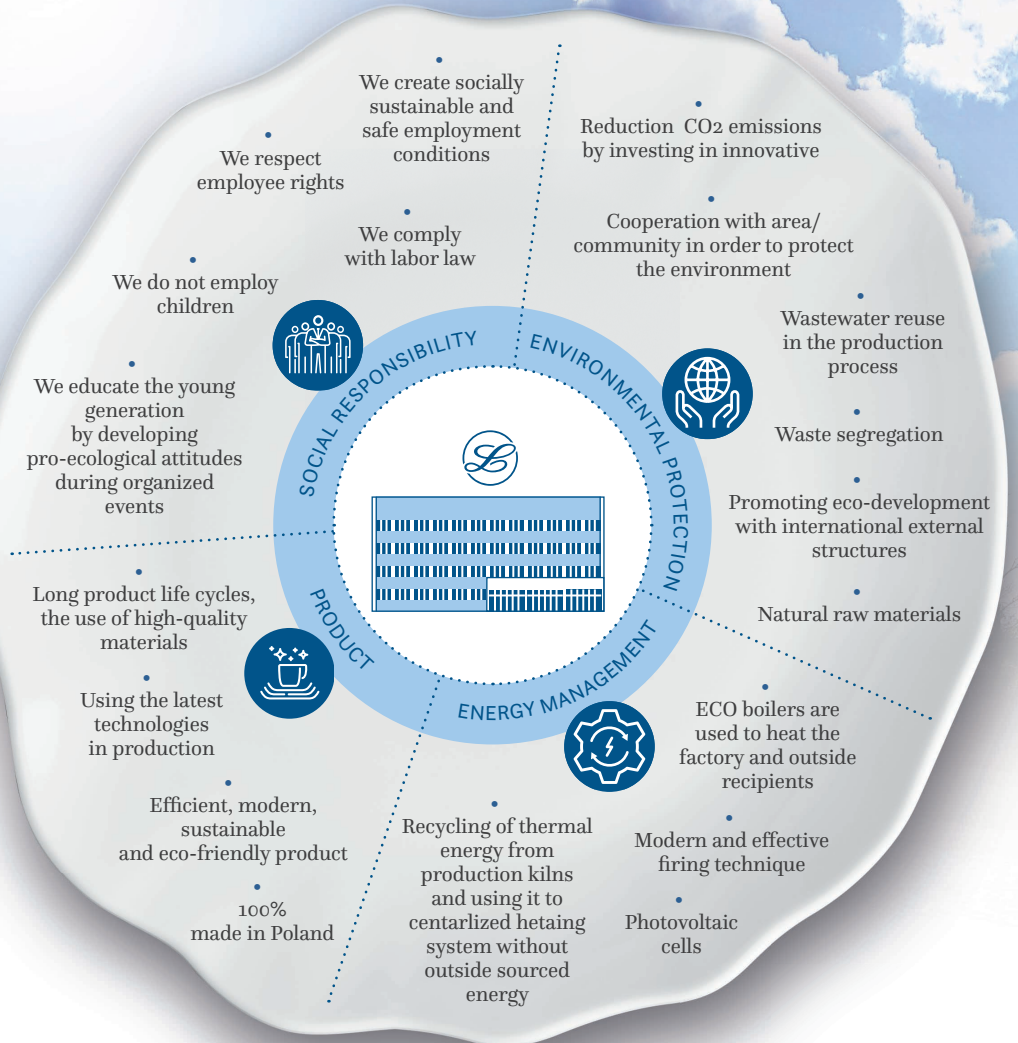 We create socially
sustainable and
safe employment
conditions
We respect
employee rights
We comply
with labor law
We do not employ
children
We educate the young
generation
by developing
pro-ecological attitudes
during organized
events
SOCIAL RESPONSIBILITY
Reduction CO2 emissions
by investing in innovative
Cooperation with area/
community in order to protect
the environment
Wastewater reuse
in the production
process
Waste segregation
Promoting eco-development
with international external
structures
Natural raw materials
ENVIRONMENTAL PROTECTION
ECO boilers are
used to heat the
factory and outside
recipients
Modern and effective
firing technique
Photovoltaic
cells
Recycling of thermal
energy from
production kilns
and using it to
centarlized hetaing
system without
outside sourced
energy
ENERGY MANAGEMENT
Long product life cycles,
the use of high-quality
materials
Using the latest
technologies
in production
Efficient, modern,
sustainable
and eco-friendly product
100%
made in Poland
PRODUCT
L